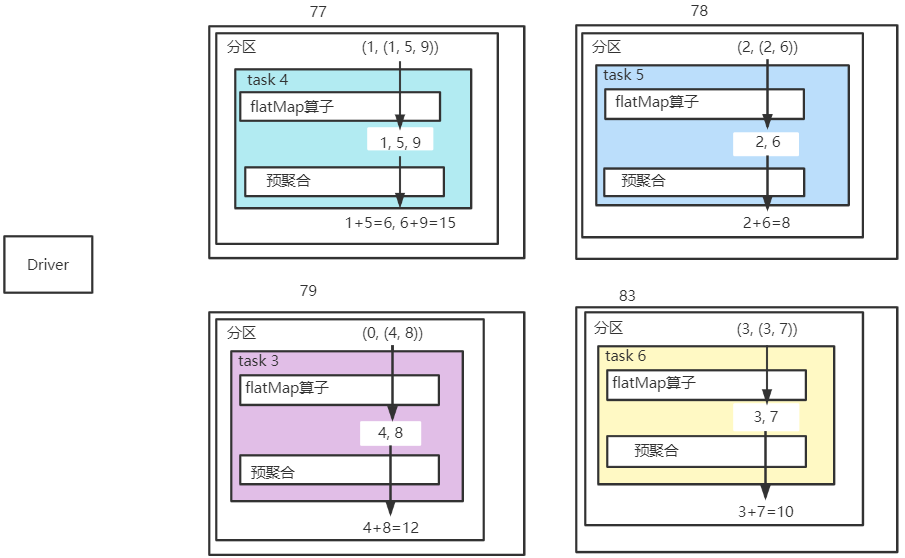 77
分区
(1, (1, 5, 9))
task 4
flatMap算子
1, 5, 9
预聚合
1+5=6, 6+9=15
78
分区
(2, (2, 6))
task 5
flatMap算子
2, 6
预聚合
2+6=8
Driver
79
分区
(0, (4, 8))
task 3
flatMap算子
4, 8
预聚合
4+8=12
83
分区
(3, (3, 7))
task 6
flatMap算子
3, 7
预聚合
3+7=10